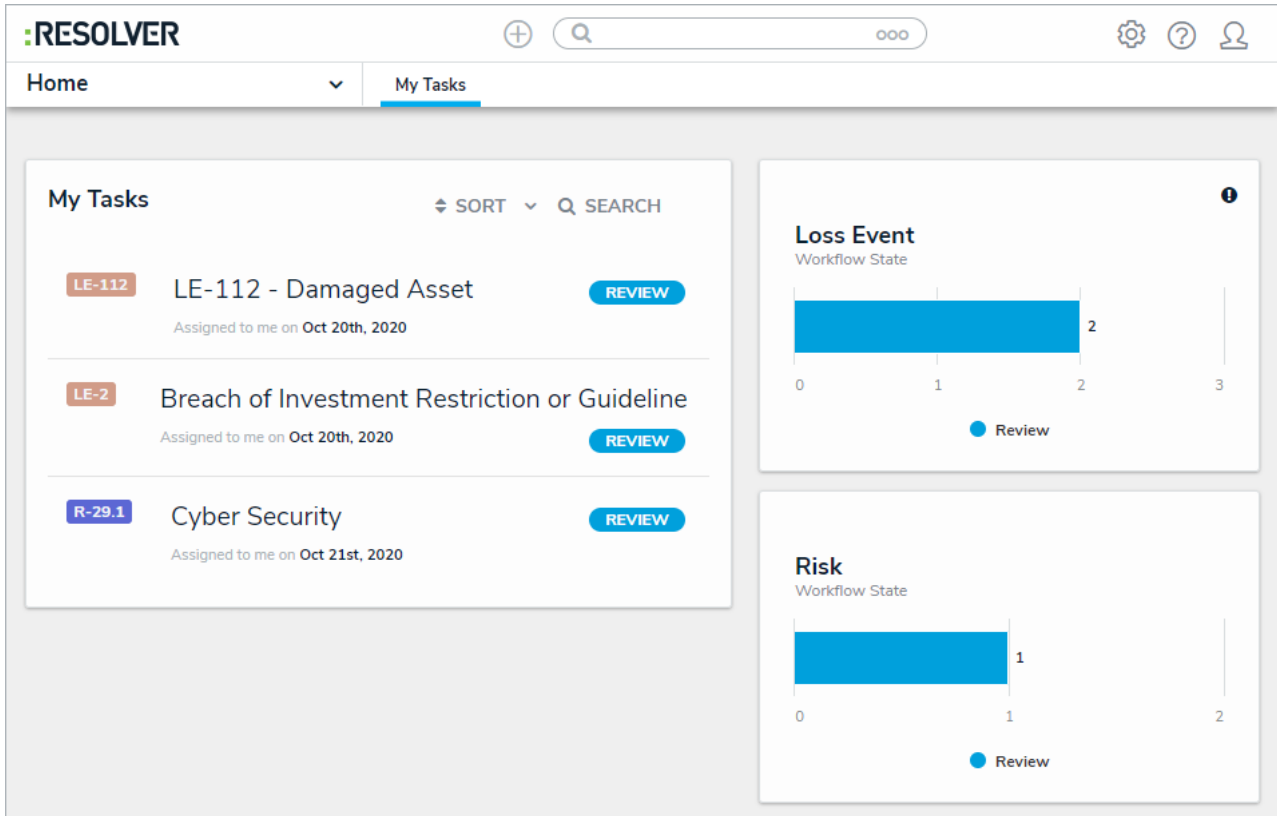 :RESOLVER
ooo
Home
My Tasks
My Tasks
SORT
SEARCH
LE-112
LE-112 - Damaged Asset
REVIEW
Assigned to me on Oct 20th, 2020
LE-2
Breach of Investment Restriction or Guideline
Assigned to me on Oct 20th, 2020
REVIEW
R-29.1
Cyber Security
REVIEW
Assigned to me on Oct 21st, 2020
Loss Event
Workflow State
2
0 1 2 3
Review
Risk
Workflow State
1
0 1 2
Review